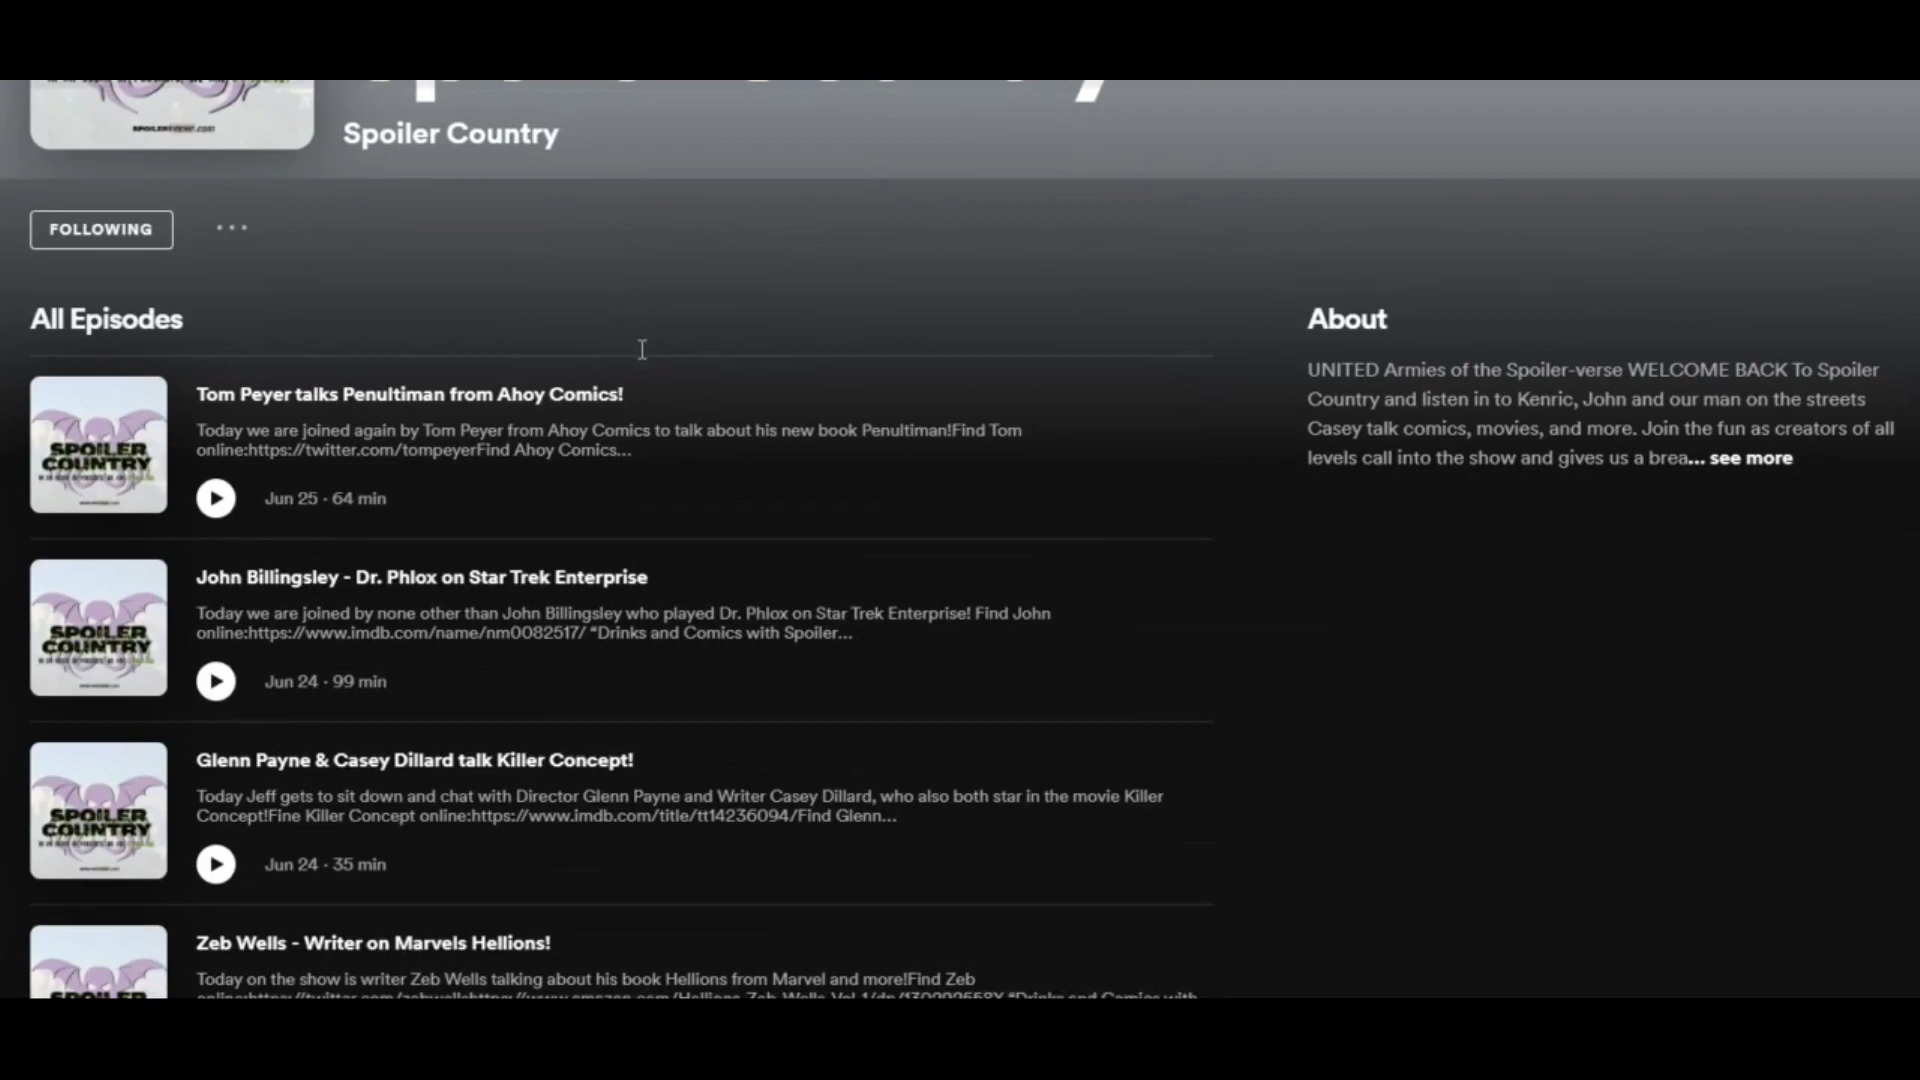 Spoiler Country
FOLLOWING
All Episodes
Tom Peyer talks Penultiman from Ahoy Comics!
Today we are joined again by Tom Peyer from Ahoy Comics to talk about his new book Penultiman!Find Tom
online:https://twitter.com/tompeyerFind Ahoy Comics...
Jun 25 · 64 min
SPOILER
COUNTRY
John Billingsley - Dr. Phlox on Star Trek Enterprise
Today we are joined by none other than John Billingsley who played Dr. Phlox on Star Trek Enterprise! Find John
online:https://www.imdb.com/name/nm0082517/ “Drinks and Comics with Spoiler...
Jun 24 · 99 min
SPOILER
COUNTRY
Glenn Payne & Casey Dillard talk Killer Concept!
Today Jeff gets to sit down and chat with Director Glenn Payne and Writer Casey Dillard, who also both star in the movie Killer
Concept!Fine Killer Concept online:https://www.imdb.com/title/tt14236094/Find Glenn...
Jun 24 · 35 min
SPOILER
COUNTRY
Zeb Wells - Writer on Marvels Hellions!
Today on the show is writer Zeb Wells talking about his book Hellions from Marvel and more!Find Zeb
About
UNITED Armies of the Spoiler-verse WELCOME BACK To Spoiler
Country and listen in to Kenric, John and our man on the streets
Casey talk comics, movies, and more. Join the fun as creators of all
levels call into the show and gives us a brea... see more